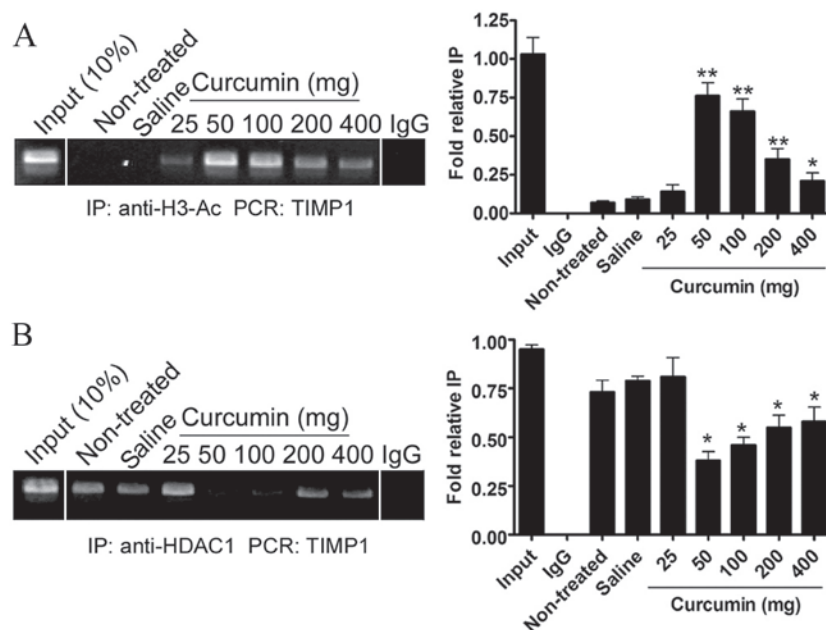 A
Input (10%)
Non-treated
Saline
Curcumin (mg)
25 50 100 200 400 IgG
IP: anti-H3-Ac PCR: TIMP1
Fold relative IP
1.25
1.00
0.75
0.50
0.25
0.00
** ** ** *
Input
IgG
Non-treated
Saline
25
50
100
200
400
Curcumin (mg)
B
Input (10%)
Non-treated
Saline
Curcumin (mg)
25 50 100 200 400 IgG
IP: anti-HDAC1 PCR: TIMP1
Fold relative IP
1.00
0.75
0.50
0.25
0.00
* * * *
Input
IgG
Non-treated
Saline
25
50
100
200
400
Curcumin (mg)